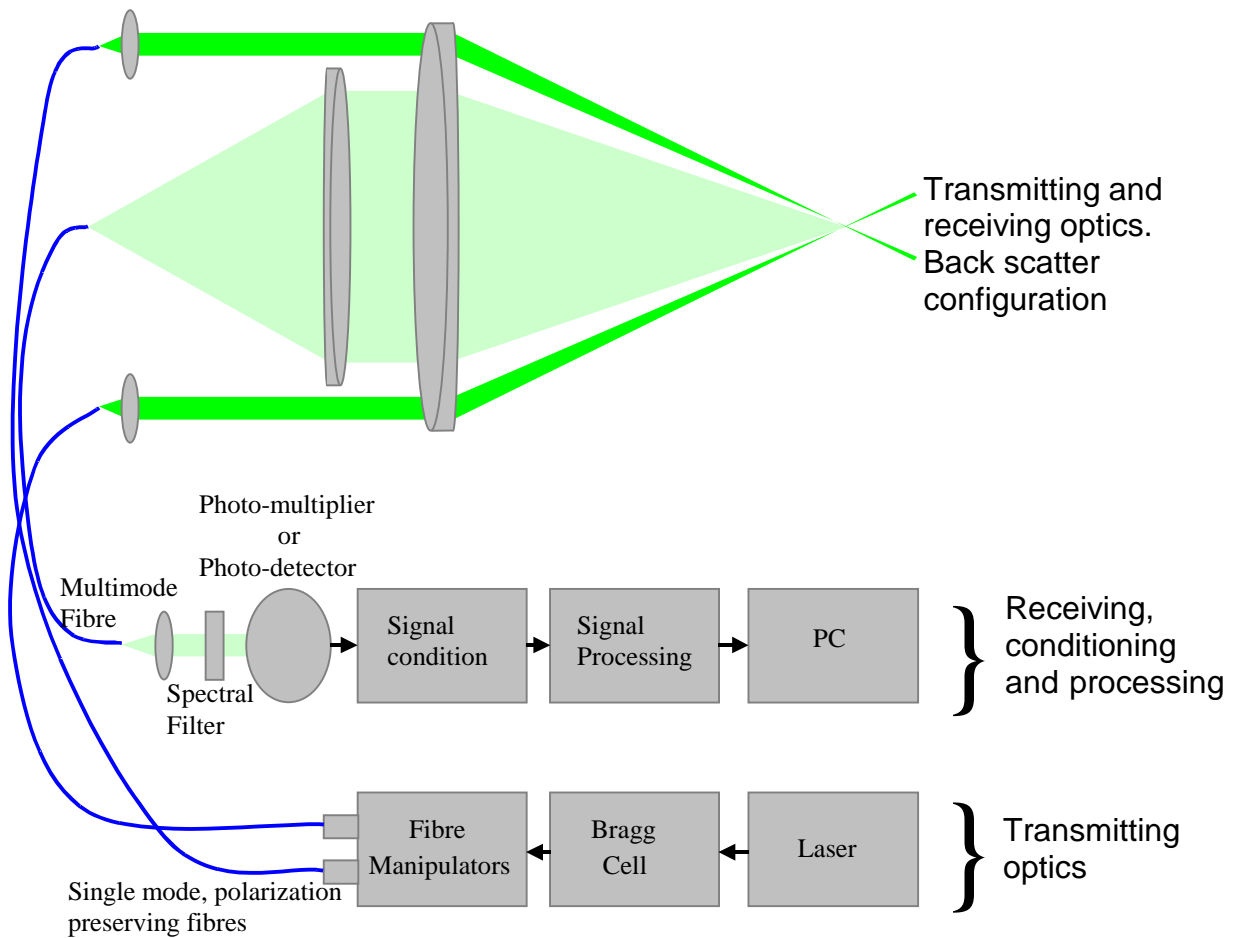 Transmitting and
receiving optics.
Back scatter
configuration
Photo-multiplier
or
Photo-detector
Multimode
Fibre
Spectral
Filter
Signal
condition
Signal
Processing
PC
Receiving,
conditioning
and processing
Fibre
Manipulators
Bragg
Cell
Laser
Transmitting
optics
Single mode, polarization
preserving fibres